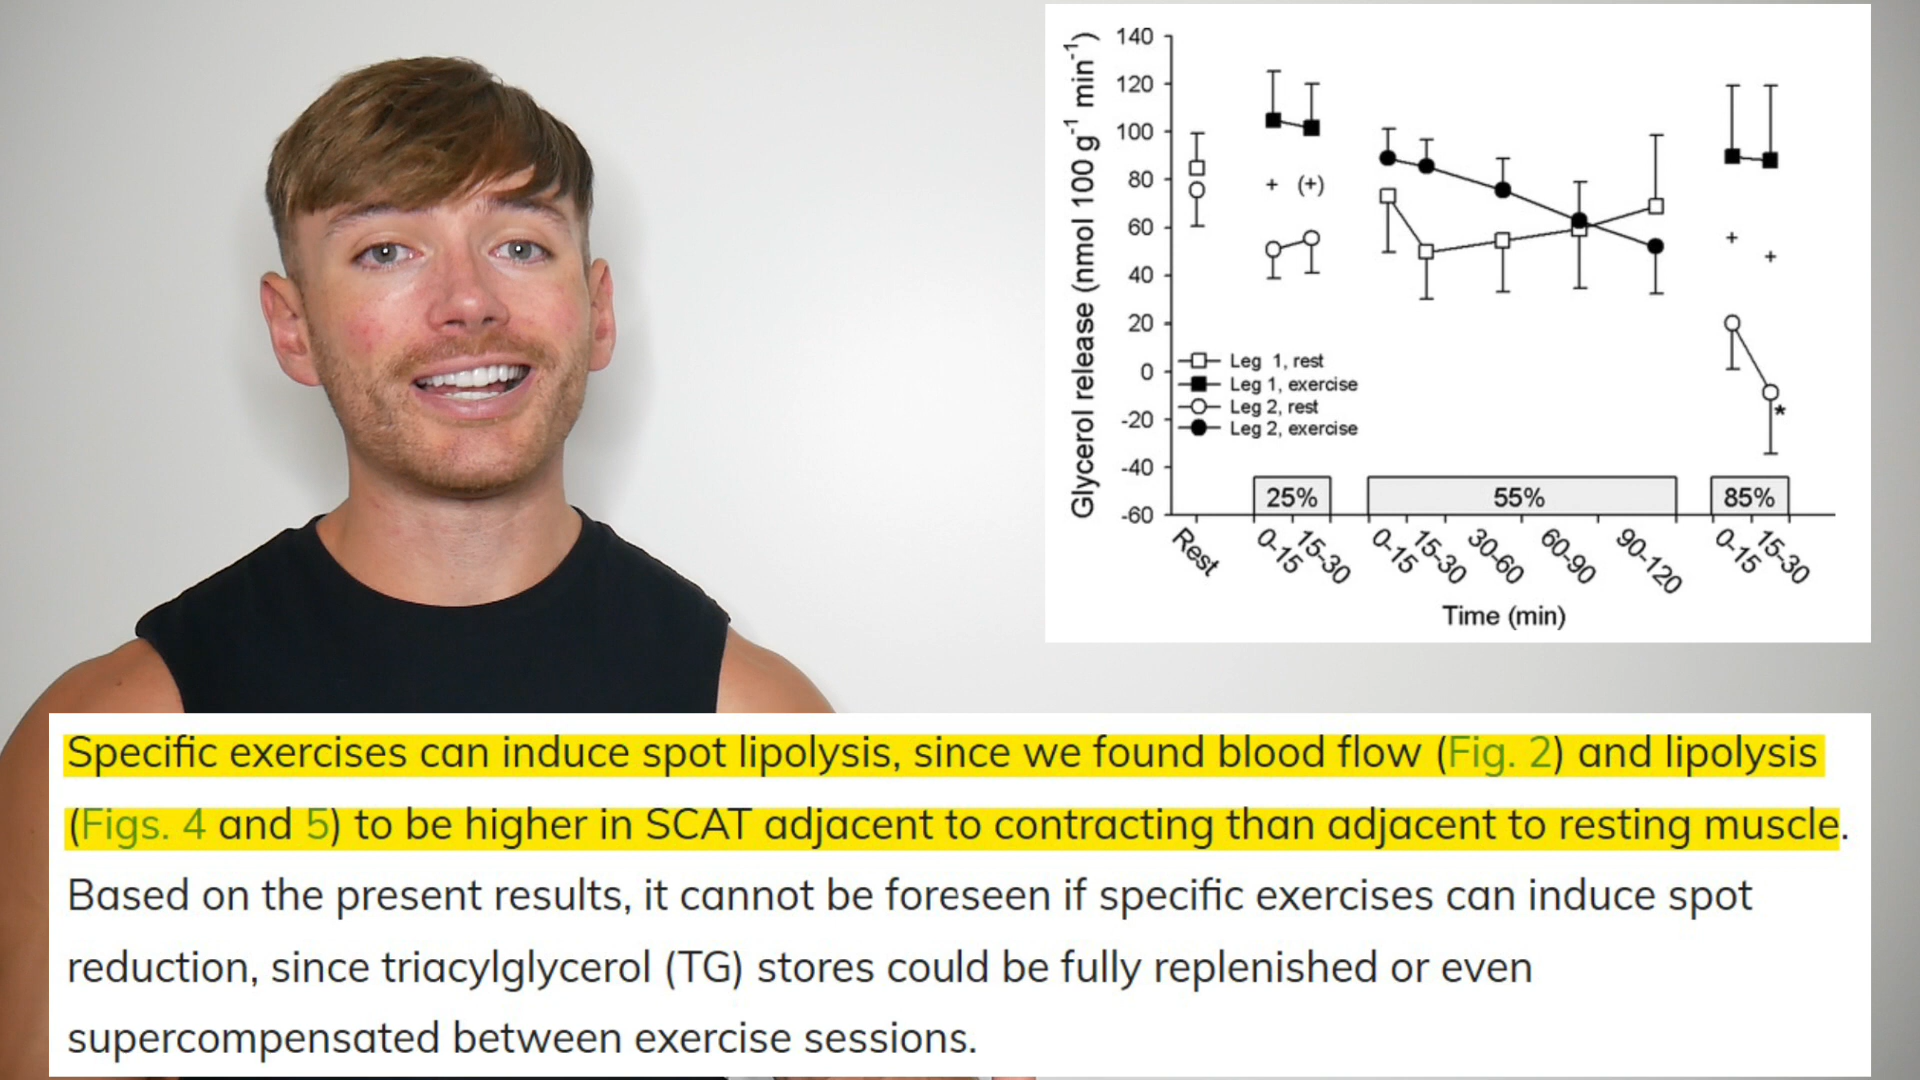 140
120
100
80
60
40
20
0
-20
-40
-60
Glycerol release (nmol 100 g⁻¹ min⁻¹)
+ (+)
+
+
*
Leg 1, rest
Leg 1, exercise
Leg 2, rest
Leg 2, exercise
25% 55% 85%
Rest 0-15 15-30 0-15 15-30 30-60 60-90 90-120 0-15 15-30
Time (min)
Specific exercises can induce spot lipolysis, since we found blood flow (Fig. 2) and lipolysis
(Figs. 4 and 5) to be higher in SCAT adjacent to contracting than adjacent to resting muscle.
Based on the present results, it cannot be foreseen if specific exercises can induce spot
reduction, since triacylglycerol (TG) stores could be fully replenished or even
supercompensated between exercise sessions.